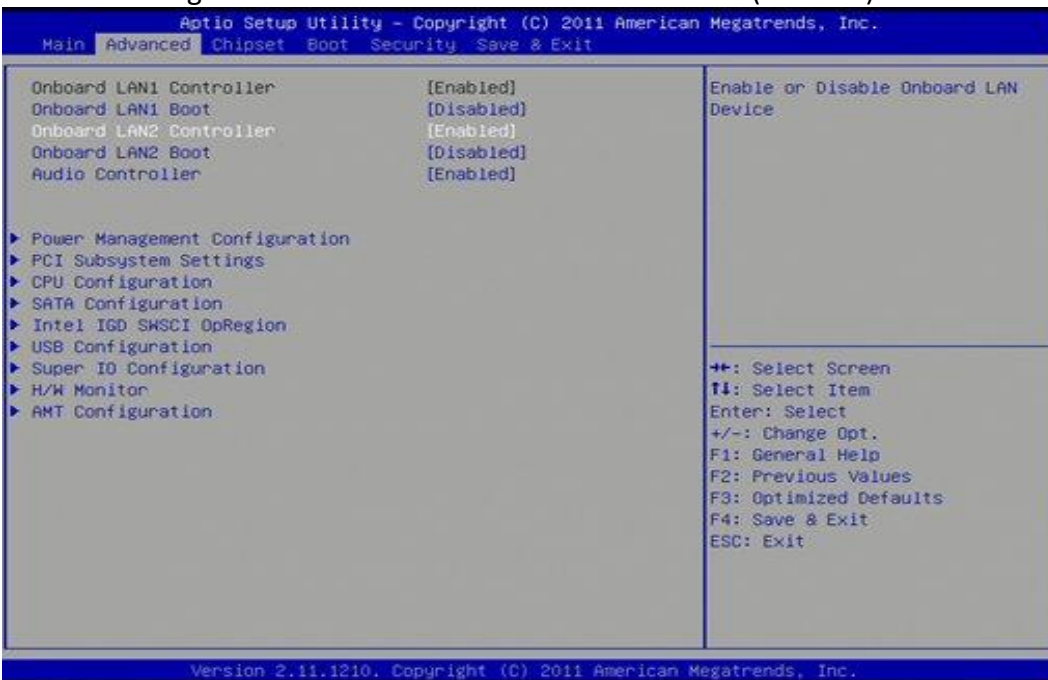 Aptio Setup Utility – Copyright (C) 2011 American Megatrends, Inc.
Main Advanced Chipset Boot Security Save & Exit
Onboard LAN1 Controller [Enabled]
Onboard LAN1 Boot [Disabled]
Onboard LAN2 Controller [Enabled]
Onboard LAN2 Boot [Disabled]
Audio Controller [Enabled]
▶ Power Management Configuration
▶ PCI Subsystem Settings
▶ CPU Configuration
▶ SATA Configuration
▶ Intel IGD SWSCI OpRegion
▶ USB Configuration
▶ Super IO Configuration
▶ H/W Monitor
▶ AMT Configuration
Enable or Disable Onboard LAN
Device
→←: Select Screen
↑↓: Select Item
Enter: Select
+/-: Change Opt.
F1: General Help
F2: Previous Values
F3: Optimized Defaults
F4: Save & Exit
ESC: Exit
Version 2.11.1210. Copyright (C) 2011 American Megatrends, Inc.